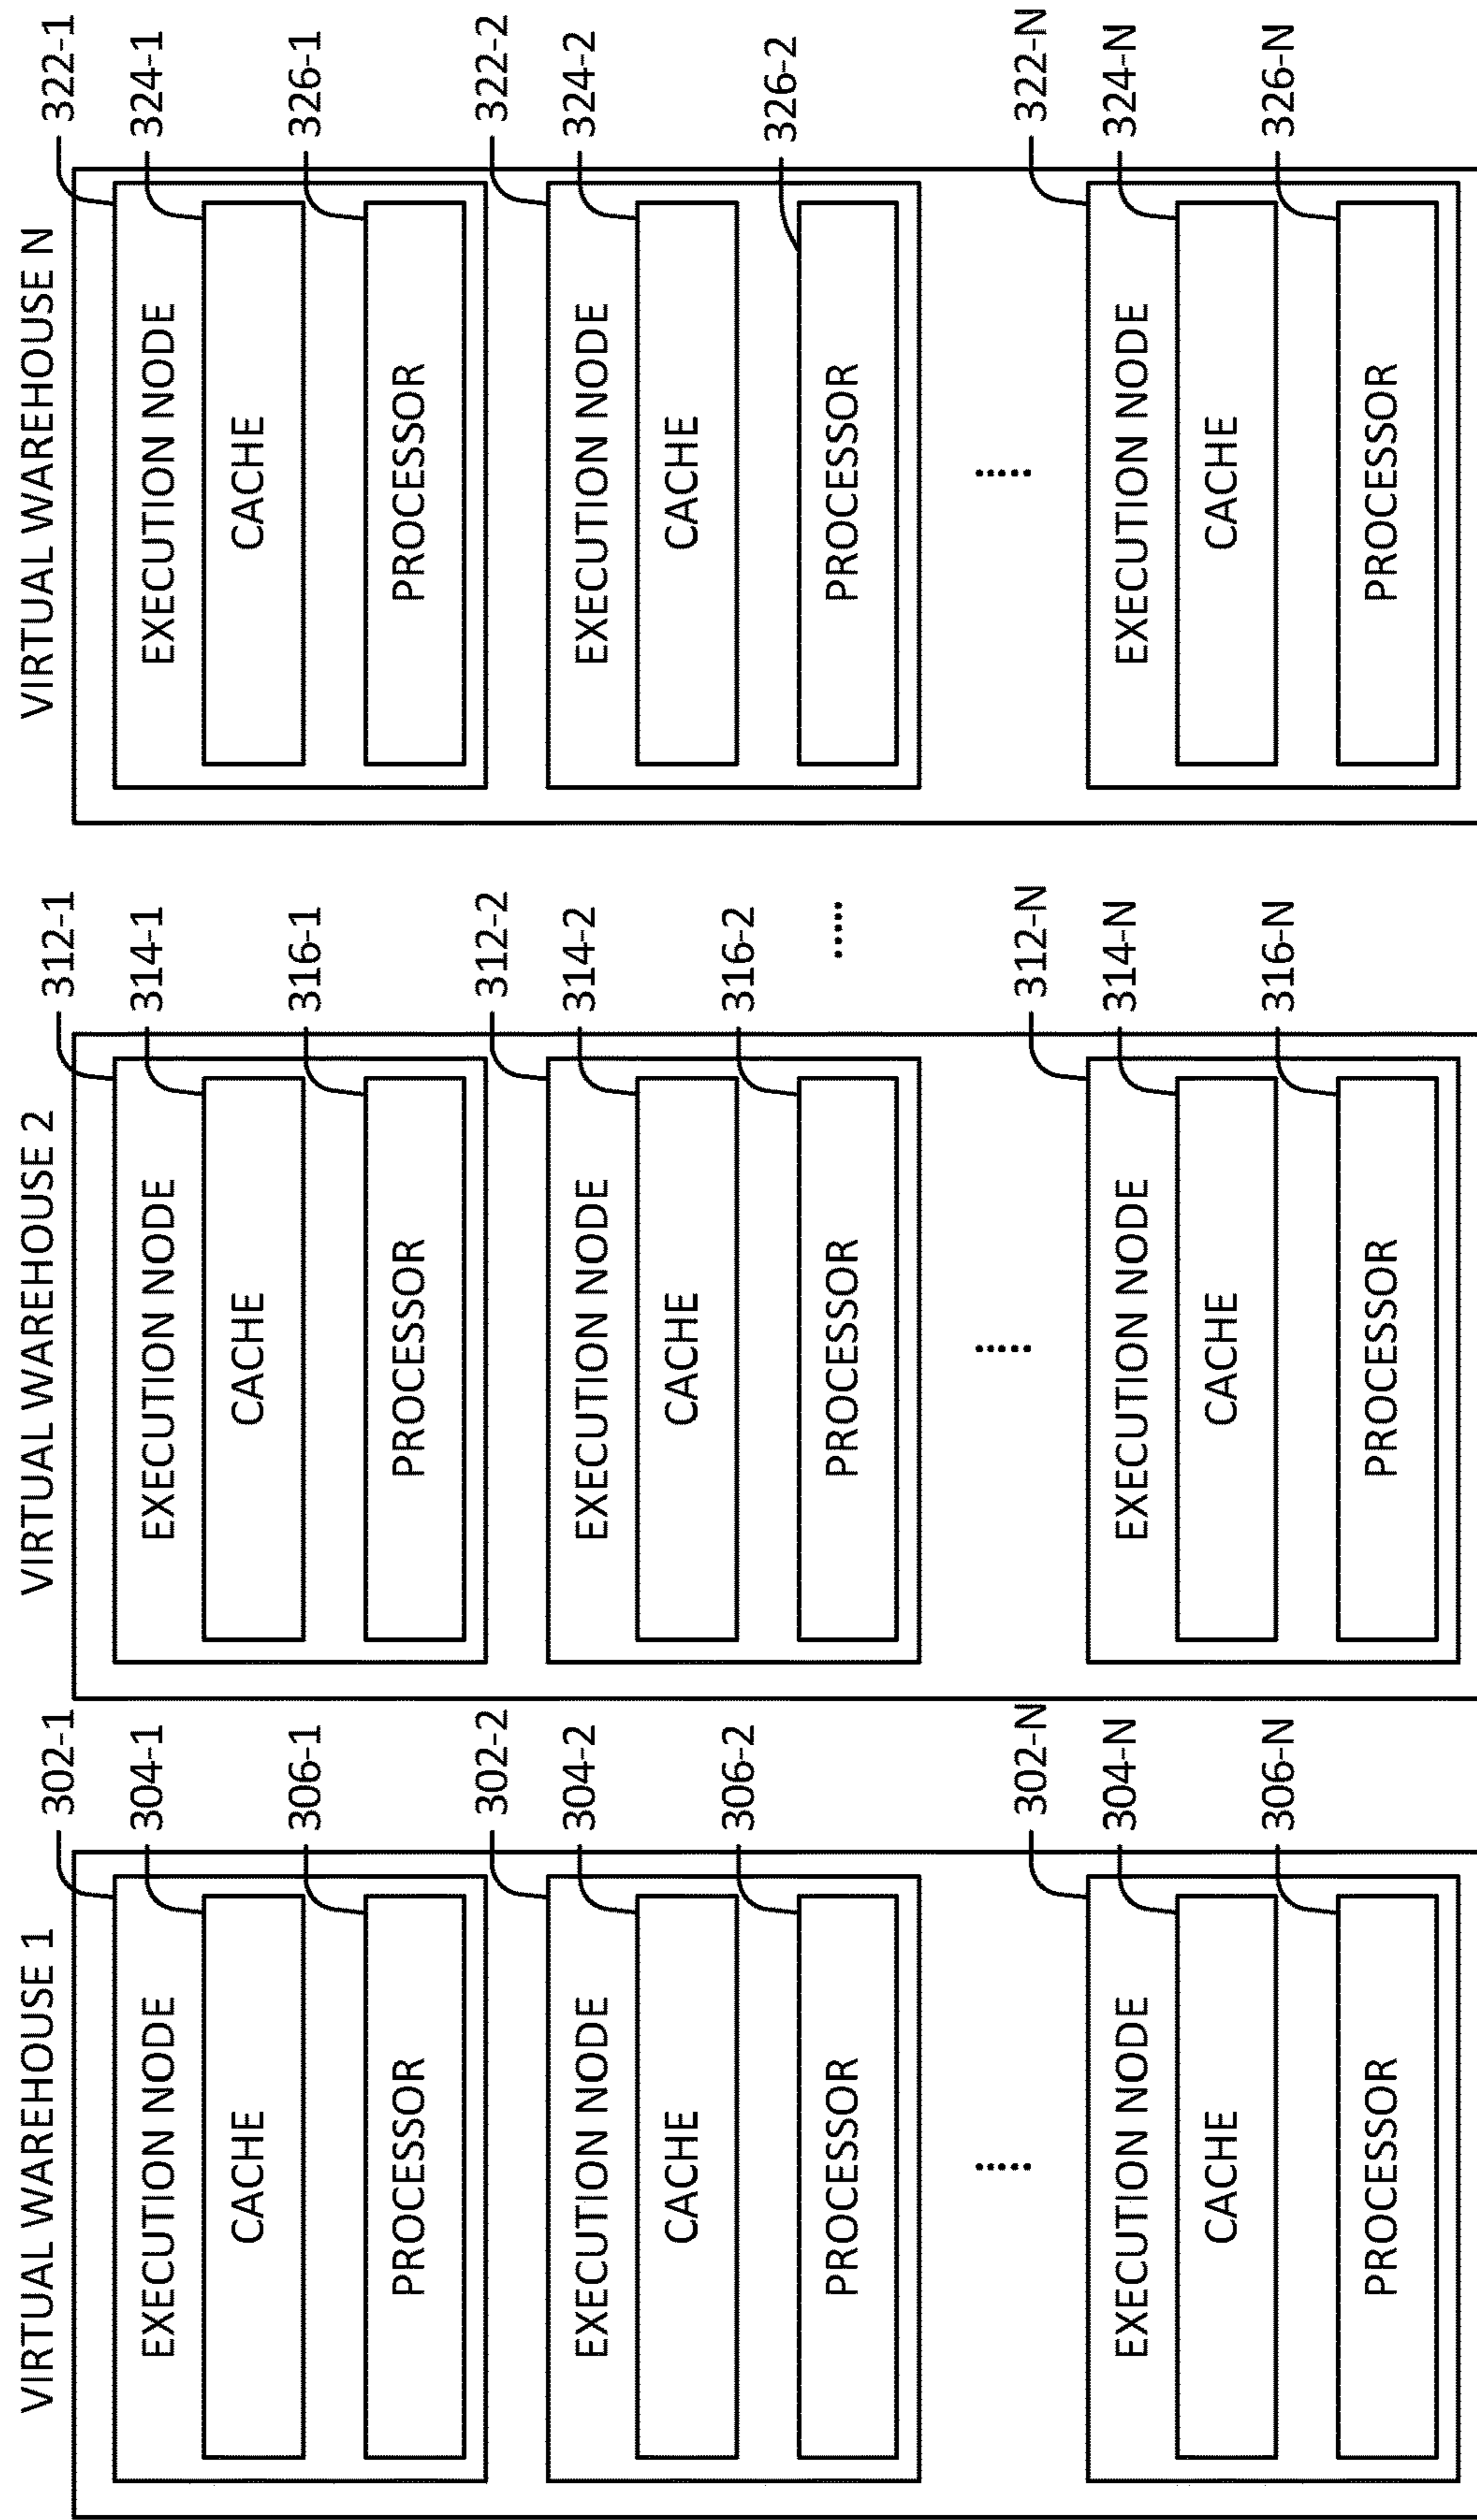 VIRTUAL WAREHOUSE 1
302-1
EXECUTION NODE
304-1
CACHE
306-1
PROCESSOR
302-2
EXECUTION NODE
304-2
CACHE
306-2
PROCESSOR
.....
302-N
EXECUTION NODE
304-N
CACHE
306-N
PROCESSOR
VIRTUAL WAREHOUSE 2
312-1
EXECUTION NODE
314-1
CACHE
316-1
PROCESSOR
312-2
EXECUTION NODE
314-2
CACHE
316-2
PROCESSOR
.....
312-N
EXECUTION NODE
314-N
CACHE
316-N
PROCESSOR
.....
VIRTUAL WAREHOUSE N
322-1
EXECUTION NODE
324-1
CACHE
326-1
PROCESSOR
322-2
EXECUTION NODE
324-2
CACHE
326-2
PROCESSOR
.....
322-N
EXECUTION NODE
324-N
CACHE
326-N
PROCESSOR